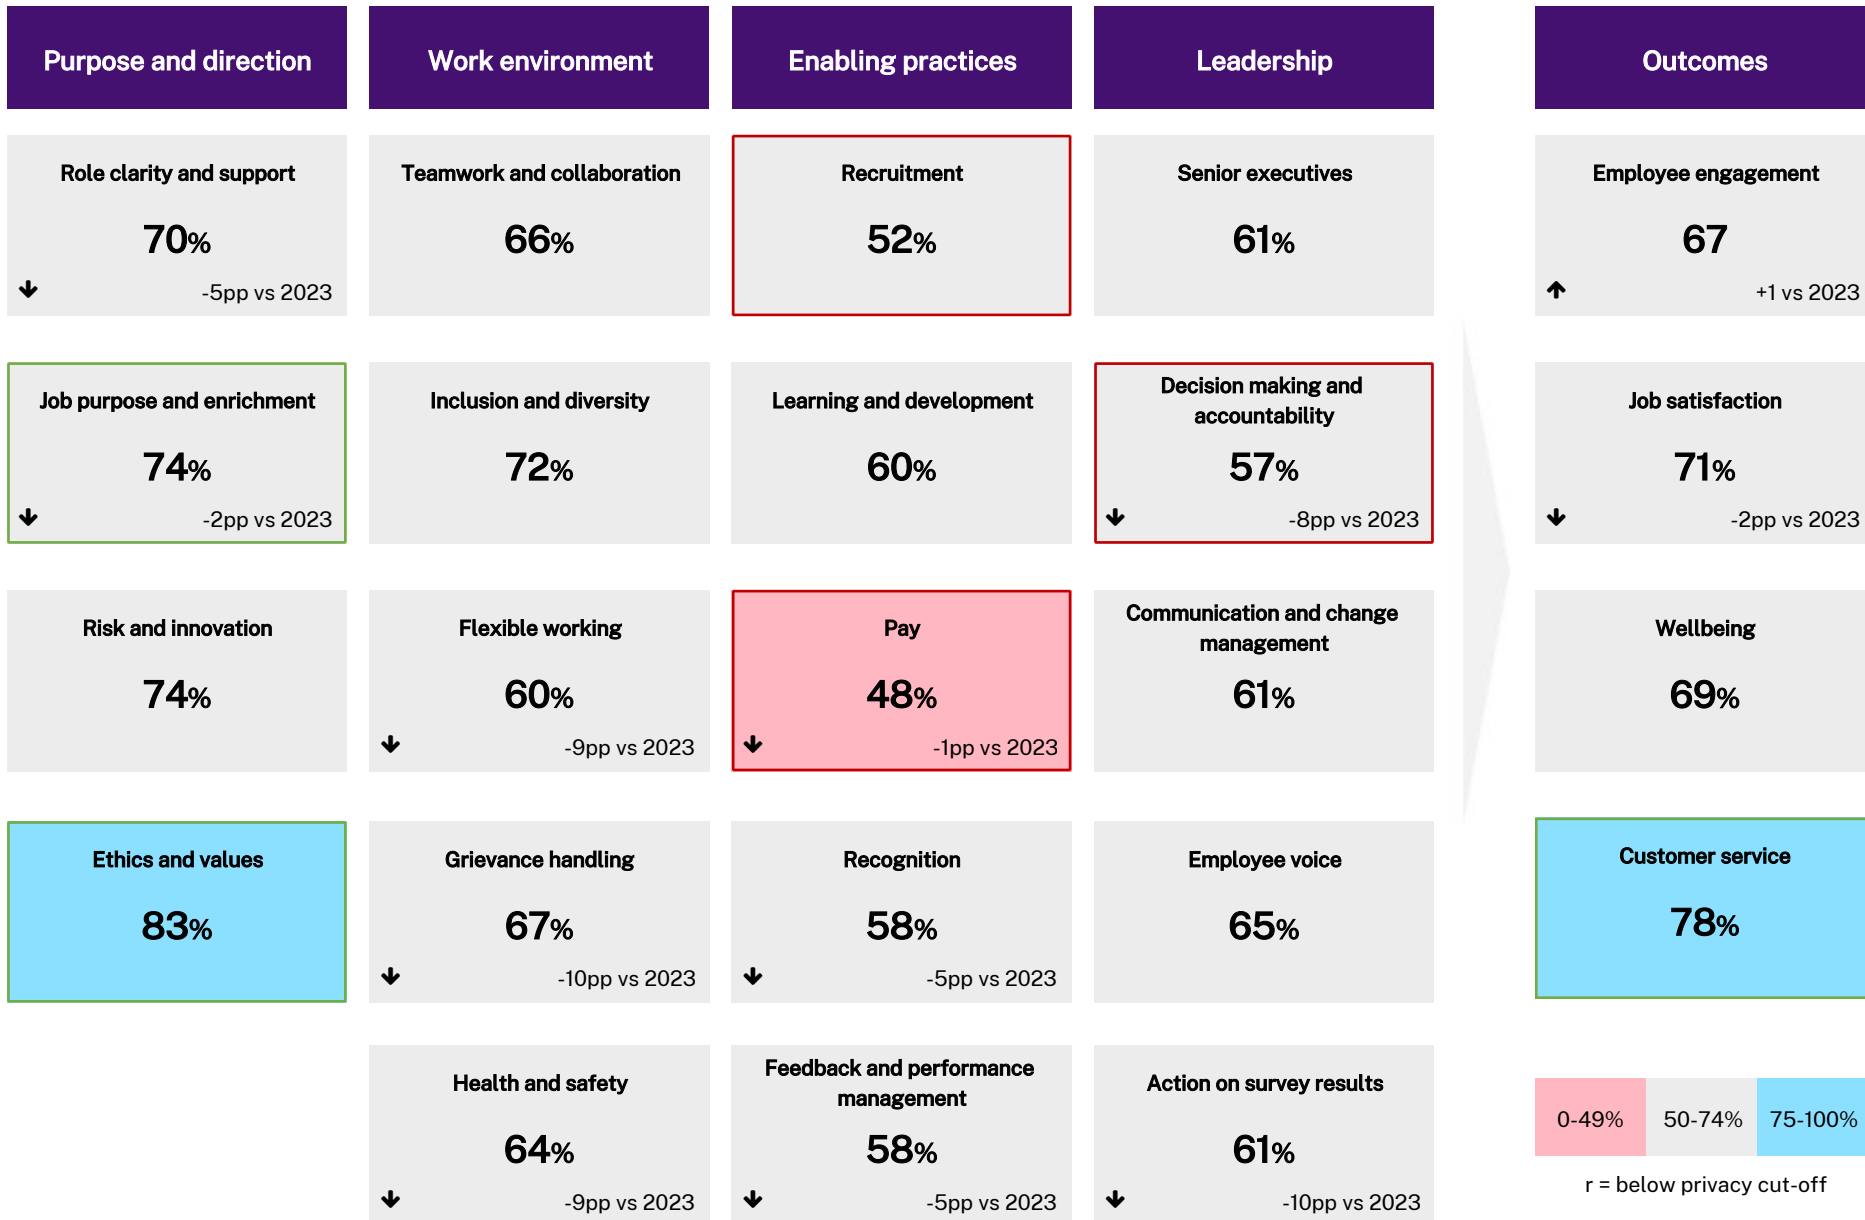 Purpose and direction
Work environment
Enabling practices
Leadership
Outcomes
Role clarity and support
70%
-5pp vs 2023
Teamwork and collaboration
66%
Recruitment
52%
Senior executives
61%
Employee engagement
67
+1 vs 2023
Job purpose and enrichment
74%
-2pp vs 2023
Inclusion and diversity
72%
Learning and development
60%
Decision making and
accountability
57%
-8pp vs 2023
Job satisfaction
71%
-2pp vs 2023
Risk and innovation
74%
Flexible working
60%
-9pp vs 2023
Pay
48%
-1pp vs 2023
Communication and change
management
61%
Wellbeing
69%
Ethics and values
83%
Grievance handling
67%
-10pp vs 2023
Recognition
58%
-5pp vs 2023
Employee voice
65%
Customer service
78%
Health and safety
64%
-9pp vs 2023
Feedback and performance
management
58%
-5pp vs 2023
Action on survey results
61%
-10pp vs 2023
0-49%
50-74%
75-100%
r = below privacy cut-off